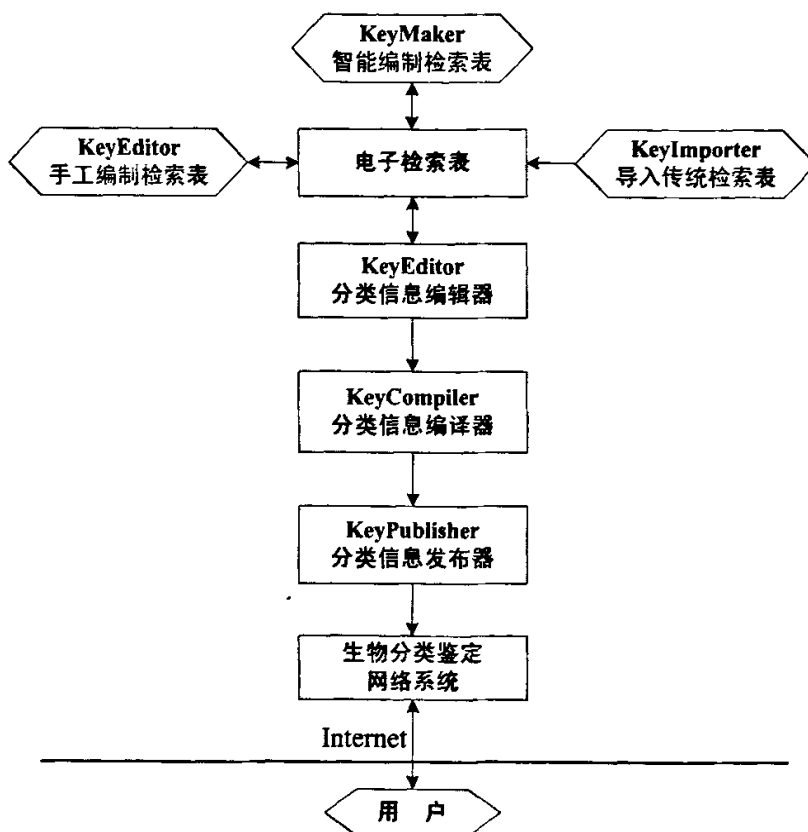 KeyMaker
智能编制检索表
KeyEditor
手工编制检索表
电子检索表
KeyImporter
导入传统检索表
KeyEditor
分类信息编辑器
KeyCompiler
分类信息编译器
KeyPublisher
分类信息发布器
生物分类鉴定
网络系统
Internet
用 户